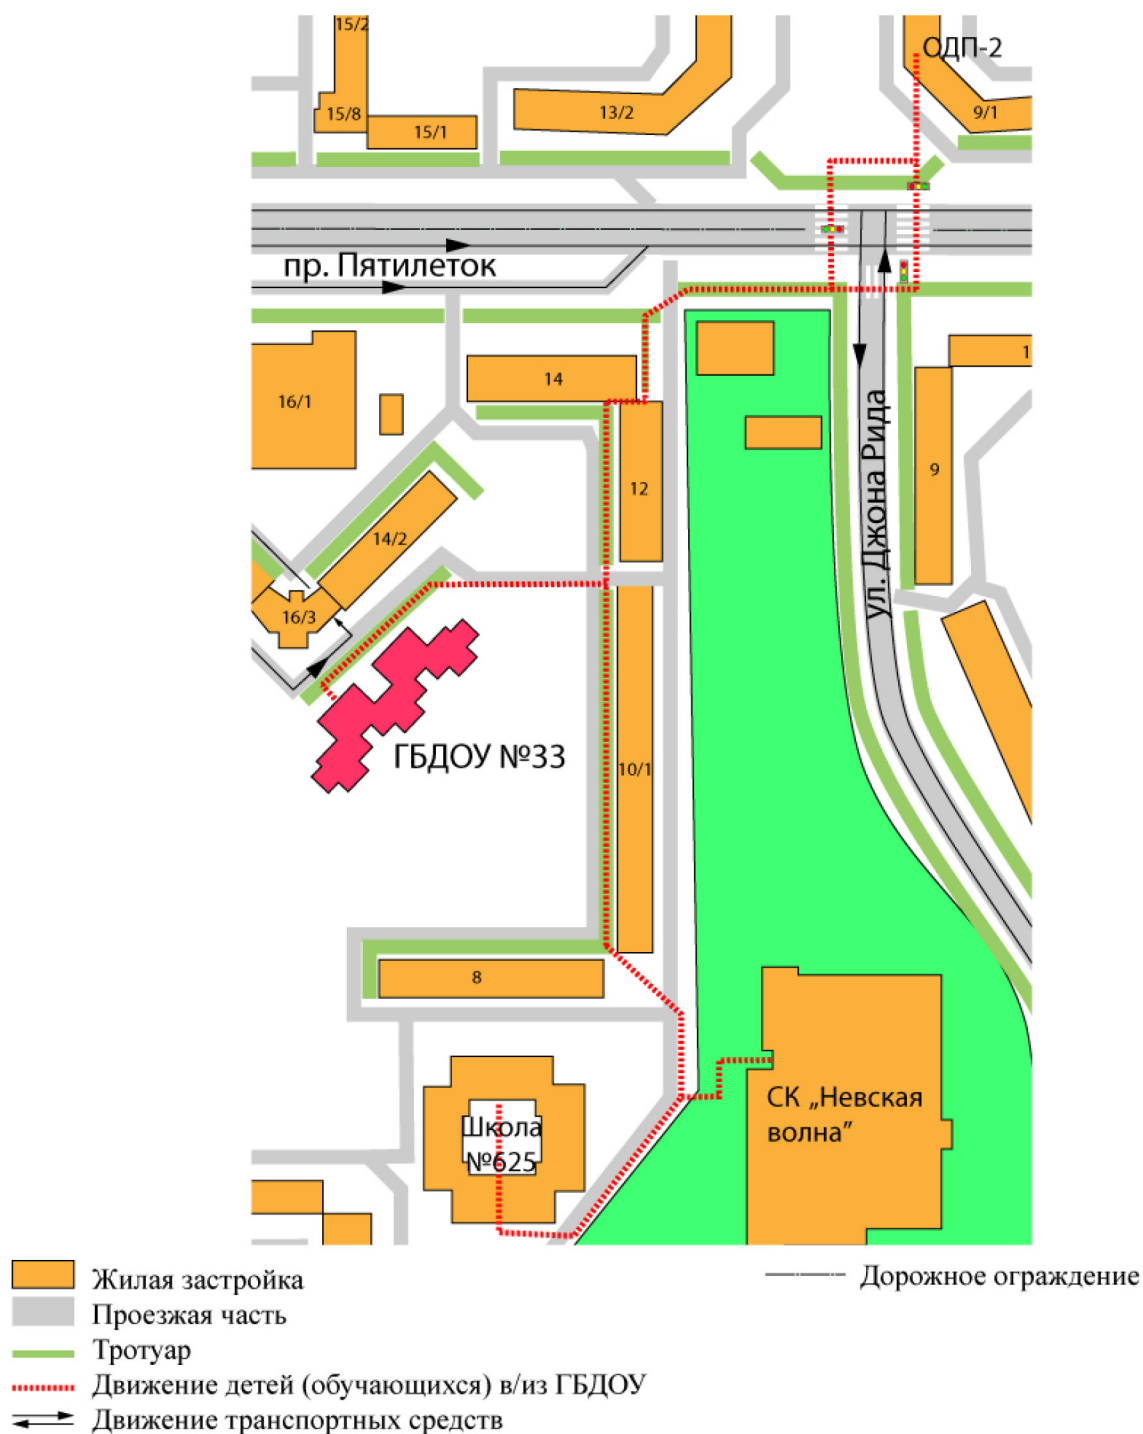 15/2
ОДП-2
15/8
15/1
13/2
9/1
пр. Пятилеток
16/1
14
12
14/2
16/3
1
9
ул. Джона Рида
ГБДОУ №33
10/1
8
Школа
№625
СК „Невская
волна”
Жилая застройка
Проезжая часть
Тротуар
Движение детей (обучающихся) в/из ГБДОУ
Движение транспортных средств
Дорожное ограждение